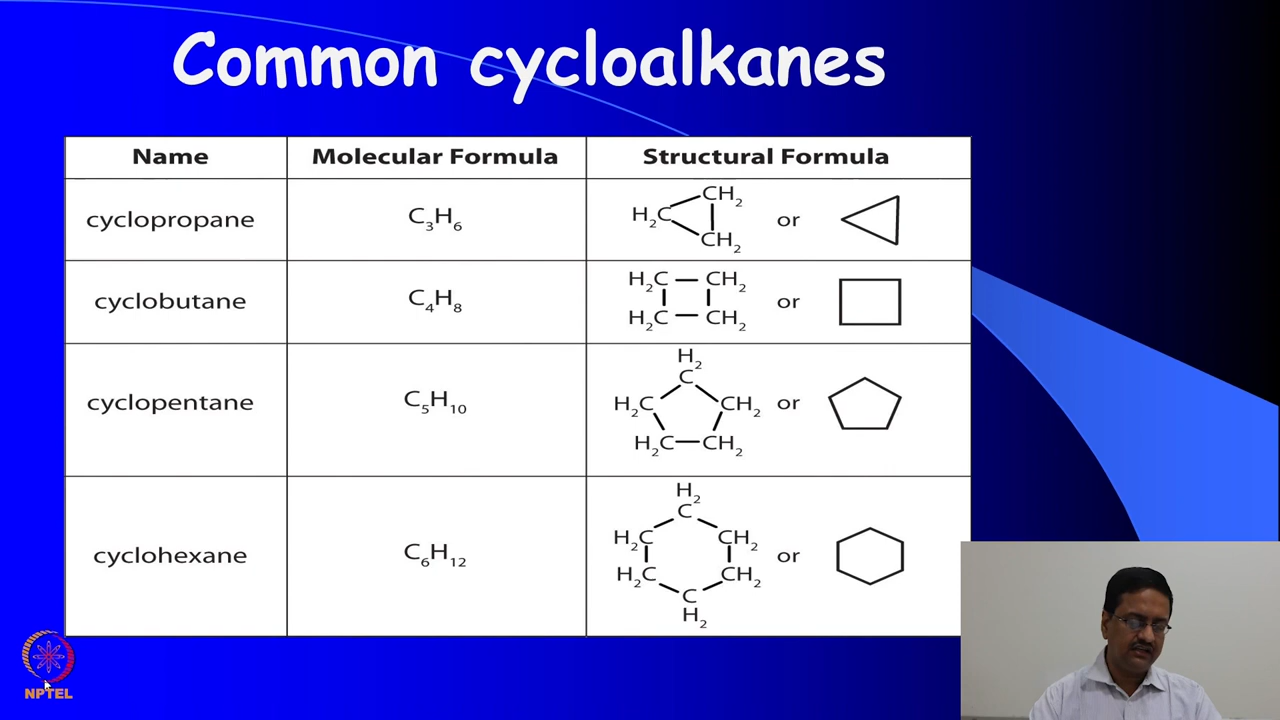 Common cycloalkanes
Name Molecular Formula Structural Formula
cyclopropane C₃H₆ H₂C CH₂ CH₂ or
cyclobutane C₄H₈ H₂C CH₂ H₂C CH₂ or
cyclopentane C₅H₁₀ H₂ C H₂C CH₂ H₂C CH₂ or
cyclohexane C₆H₁₂ H₂ C H₂C CH₂ H₂C CH₂ C H₂ or
NPTEL